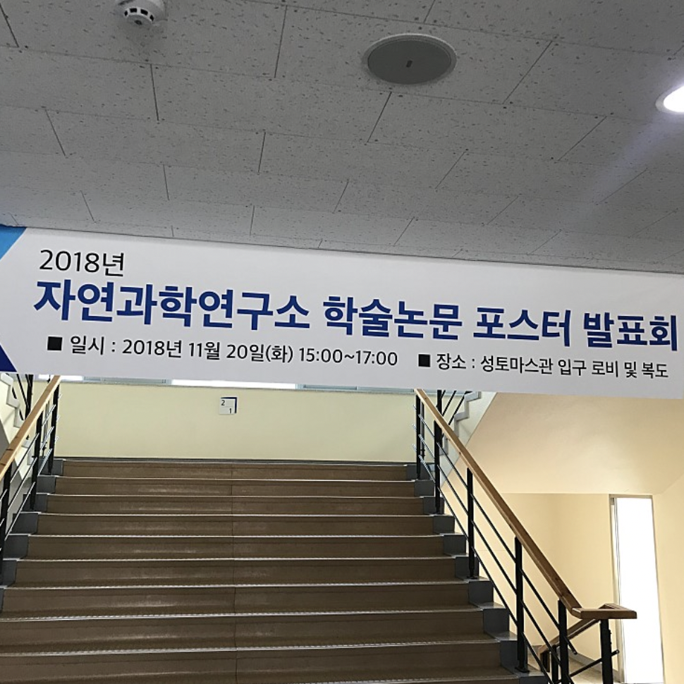 2018년
자연과학연구소 학술논문 포스터 발표회
■ 일시 : 2018년 11월 20일(화) 15:00~17:00 ■ 장소 : 성토마스관 입구 로비 및 복도
2
1